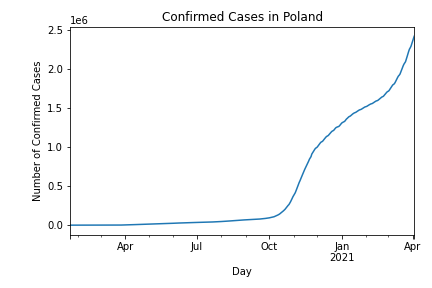 Confirmed Cases in Poland
1e6
2.5
2.0
1.5
1.0
0.5
0.0
Number of Confirmed Cases
Apr Jul Oct Jan Apr
2021
Day